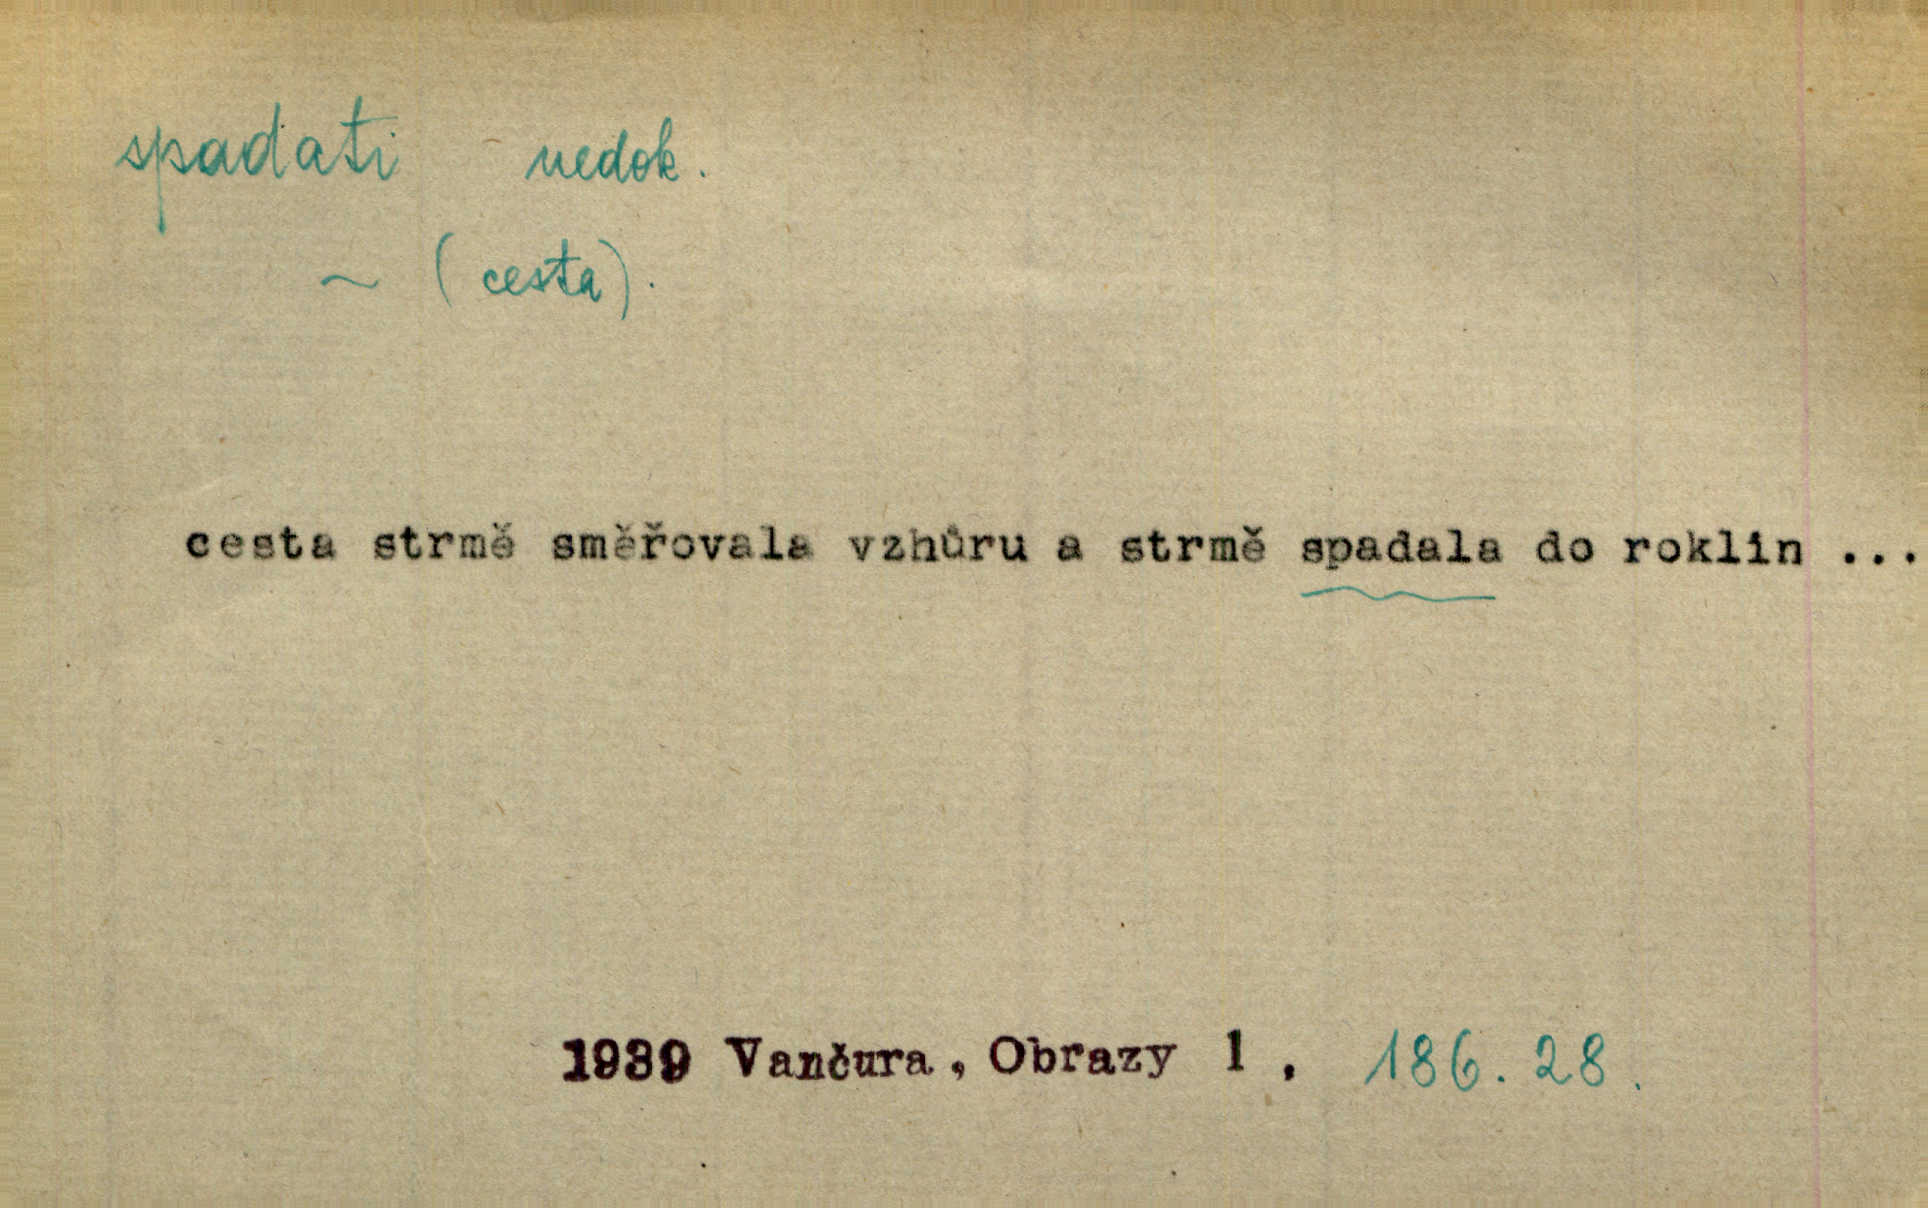 spadati nedok.
~ (cesta).
cesta strmě směřovala vzhůru a strmě spadala do roklin ...
1939 Vančura, Obrazy 1, 186.28.